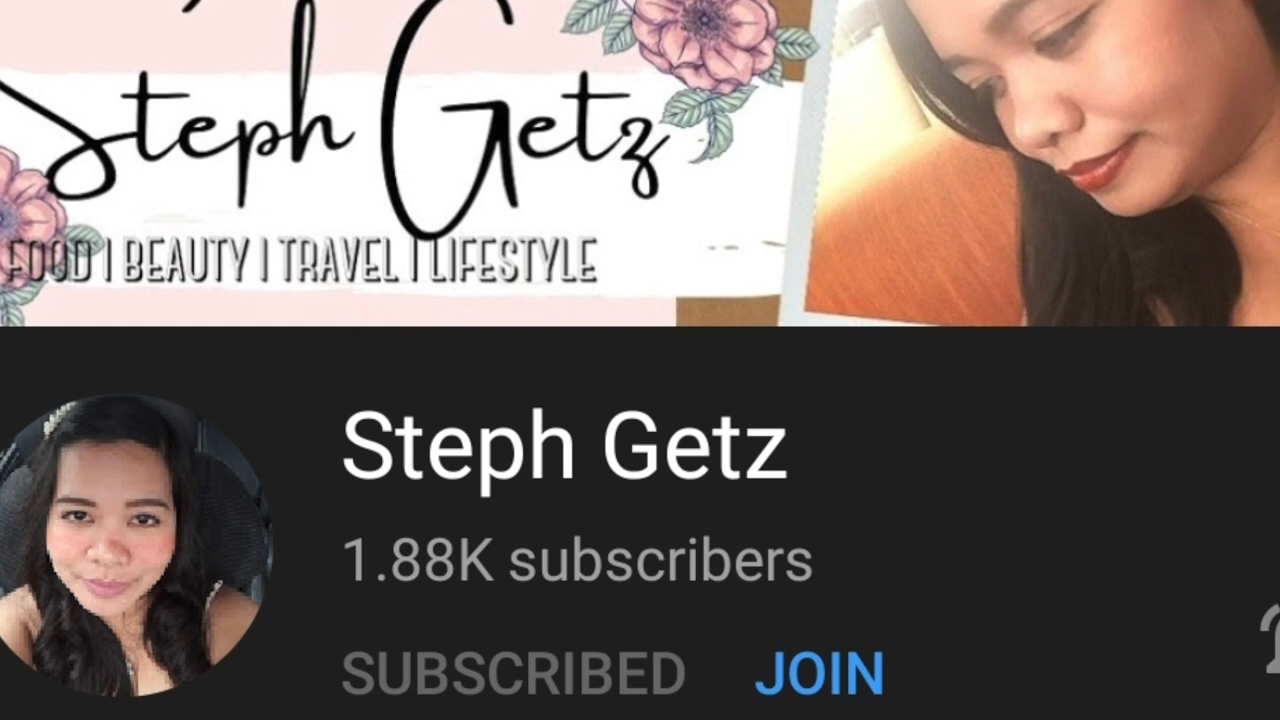 Steph Getz
FOOD | BEAUTY | TRAVEL | LIFESTYLE
Steph Getz
1.88K subscribers
SUBSCRIBED JOIN